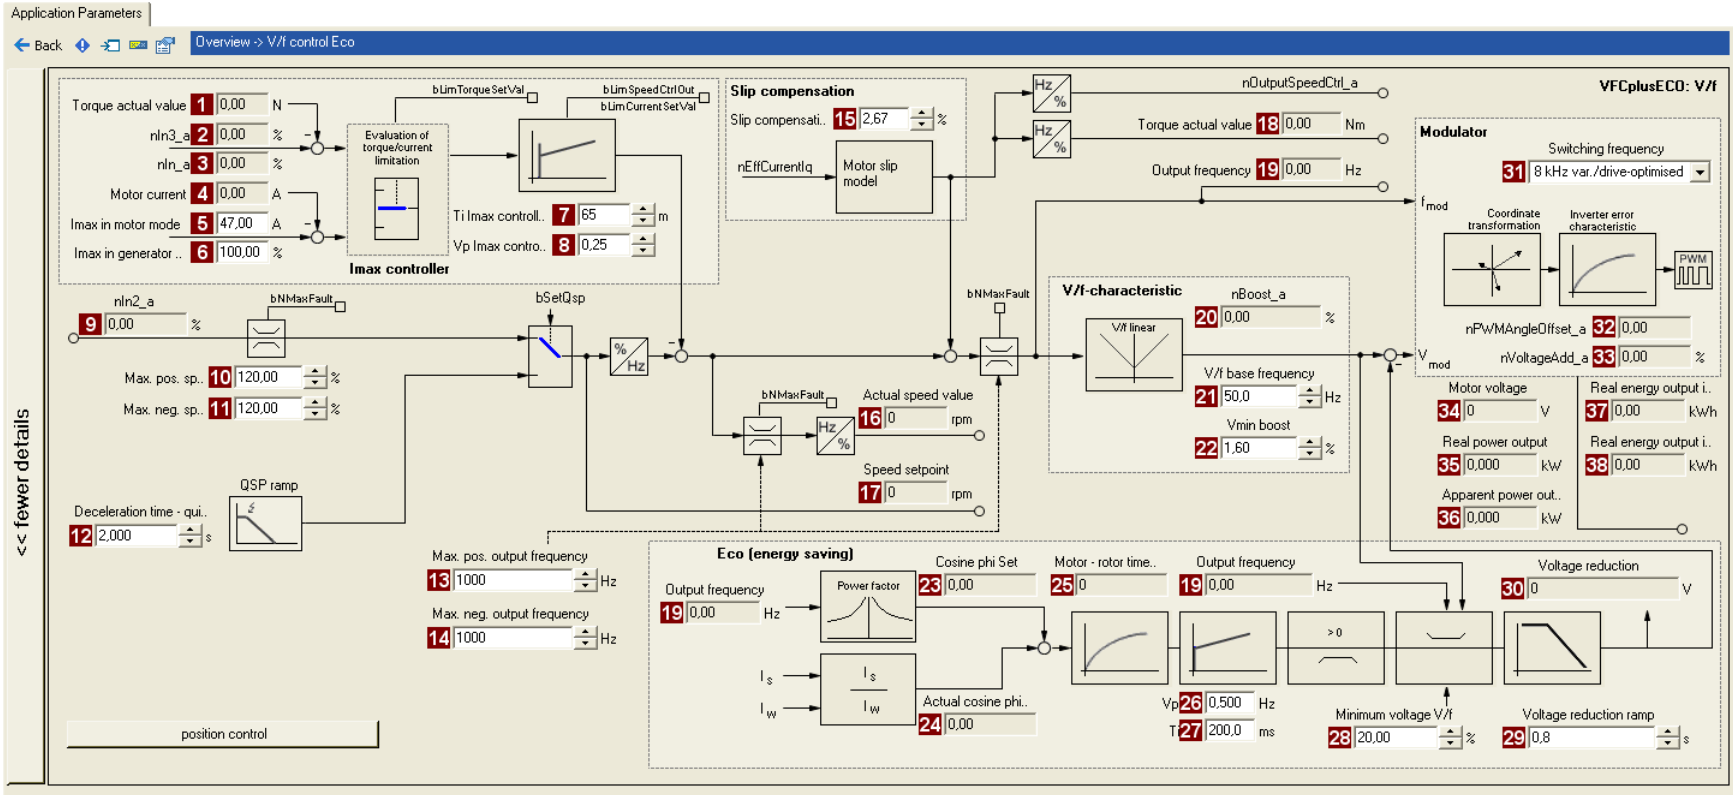 Application Parameters
Back
Overview -> V/f control Eco
<< fewer details
Torque actual value 1 0,00 N
nIn3_a 2 0,00 %
nIn_a 3 0,00 %
Motor current 4 0,00 A
Imax in motor mode 5 47,00 A
Imax in generator .. 6 100,00 %
bLimTorqueSetVal
Evaluation of
torque/current
limitation
Imax controller
bLimSpeedCtrlOut
bLimCurrentSetVal
Ti Imax controll.. 7 65 m
Vp Imax contro.. 8 0,25
Slip compensation
Slip compensati.. 15 2,67 %
nEffCurrentIq
Motor slip
model
Hz
%
Hz
%
nOutputSpeedCtrl_a
Torque actual value 18 0,00 Nm
Output frequency 19 0,00 Hz
VFCplusECO: V/f
Modulator
Switching frequency
31 8 kHz var./drive-optimised
f mod
Coordinate
transformation
Inverter error
characteristic
PWM
nPWMAngleOffset_a 32 0,00
nVoltageAdd_a 33 0,00 %
V mod
nIn2_a
9 0,00 %
bNMaxFault
Max. pos. sp.. 10 120,00 %
Max. neg. sp.. 11 120,00 %
bSetQsp
%
Hz
bNMaxFault
Hz
%
Actual speed value
16 0 rpm
Speed setpoint
17 0 rpm
bNMaxFault
V/f-characteristic
V/f linear
nBoost_a
20 0,00 %
V/f base frequency
21 50,0 Hz
Vmin boost
22 1,60 %
Motor voltage
34 0 V
Real energy output i..
37 0,00 kWh
Real power output
35 0,000 kW
Real energy output i..
38 0,00 kWh
Apparent power out..
36 0,000 kW
QSP ramp
Deceleration time - qui..
12 2,000 s
Max. pos. output frequency
13 1000 Hz
Max. neg. output frequency
14 1000 Hz
position control
Eco (energy saving)
Output frequency
19 0,00 Hz
Power factor
Cosine phi Set
23 0,00
Motor - rotor time..
25 0
Output frequency
19 0,00 Hz
Voltage reduction
30 0 V
I s
I w
I s
I w
Actual cosine phi..
24 0,00
> 0
Vp 26 0,500 Hz
Ti 27 200,0 ms
Minimum voltage V/f
28 20,00 %
Voltage reduction ramp
29 0,8 s